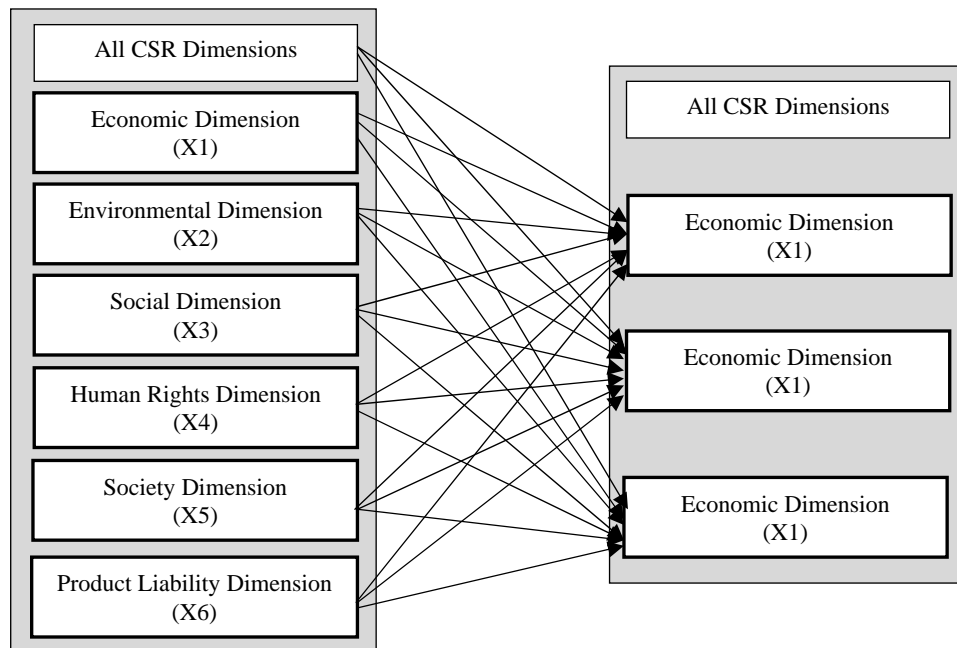 All CSR Dimensions
Economic Dimension
(X1)
Environmental Dimension
(X2)
Social Dimension
(X3)
Human Rights Dimension
(X4)
Society Dimension
(X5)
Product Liability Dimension
(X6)
All CSR Dimensions
Economic Dimension
(X1)
Economic Dimension
(X1)
Economic Dimension
(X1)